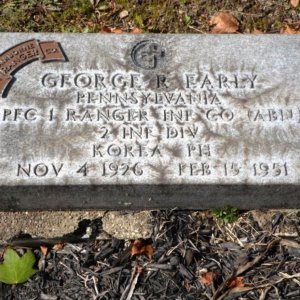 RANGER
GEORGE R EARLY
PENNSYLVANIA
PFC 1 RANGER INF CO (ABN)
2 INF DIV
KOREA PH
NOV 4 1926 FEB 15 1951